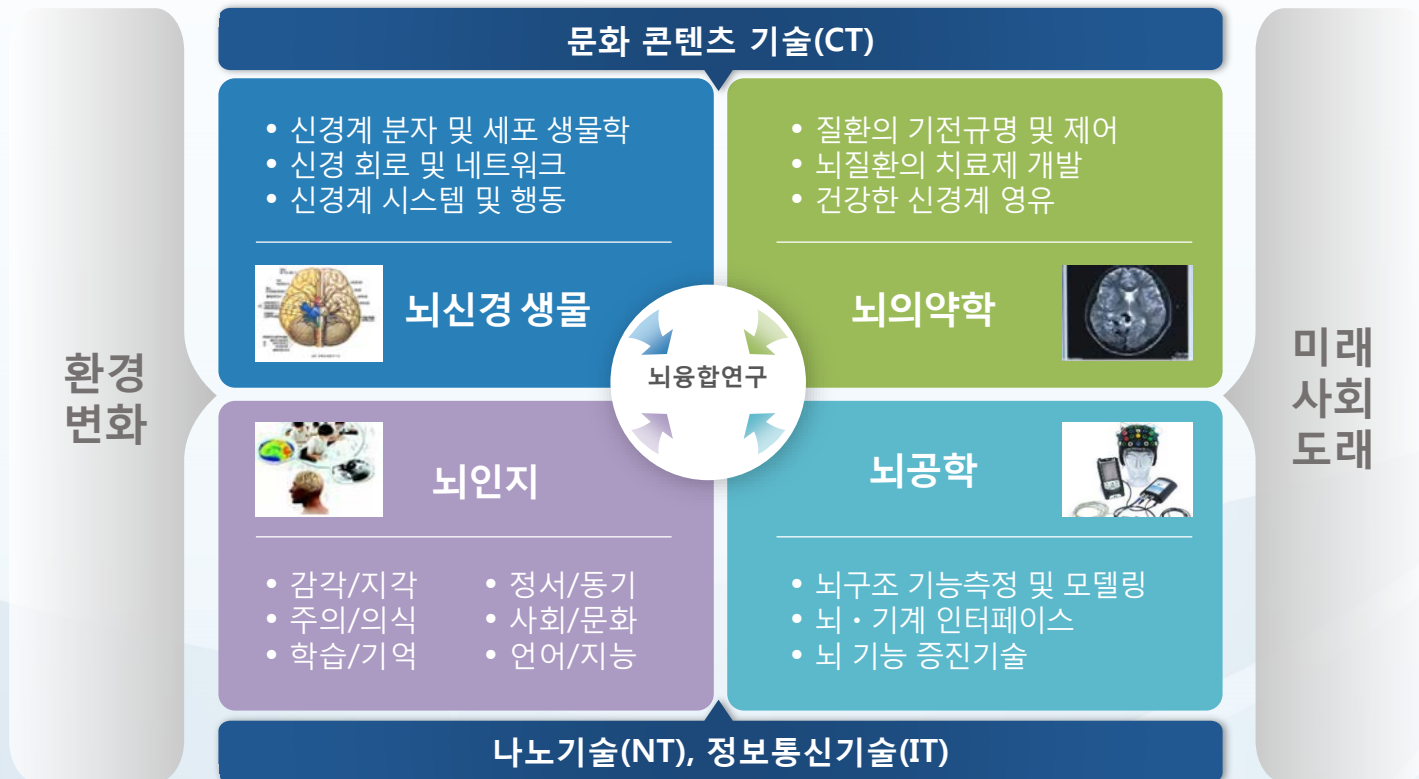 문화 콘텐츠 기술(CT)
환경
변화
• 신경계 분자 및 세포 생물학
• 신경 회로 및 네트워크
• 신경계 시스템 및 행동
뇌신경 생물
• 질환의 기전규명 및 제어
• 뇌질환의 치료제 개발
• 건강한 신경계 영유
뇌의약학
뇌융합연구
뇌인지
• 감각/지각
• 주의/의식
• 학습/기억
• 정서/동기
• 사회/문화
• 언어/지능
뇌공학
• 뇌구조 기능측정 및 모델링
• 뇌·기계 인터페이스
• 뇌 기능 증진기술
미래
사회
도래
나노기술(NT), 정보통신기술(IT)